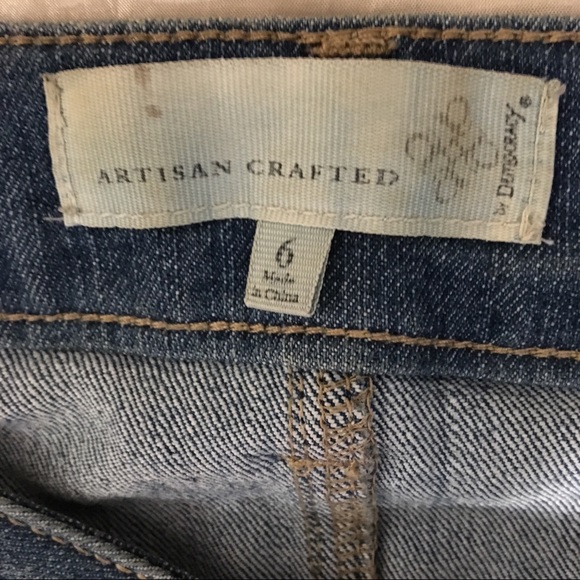 ARTISAN CRAFTED
by DEMOCRACY®
6
Made
in China